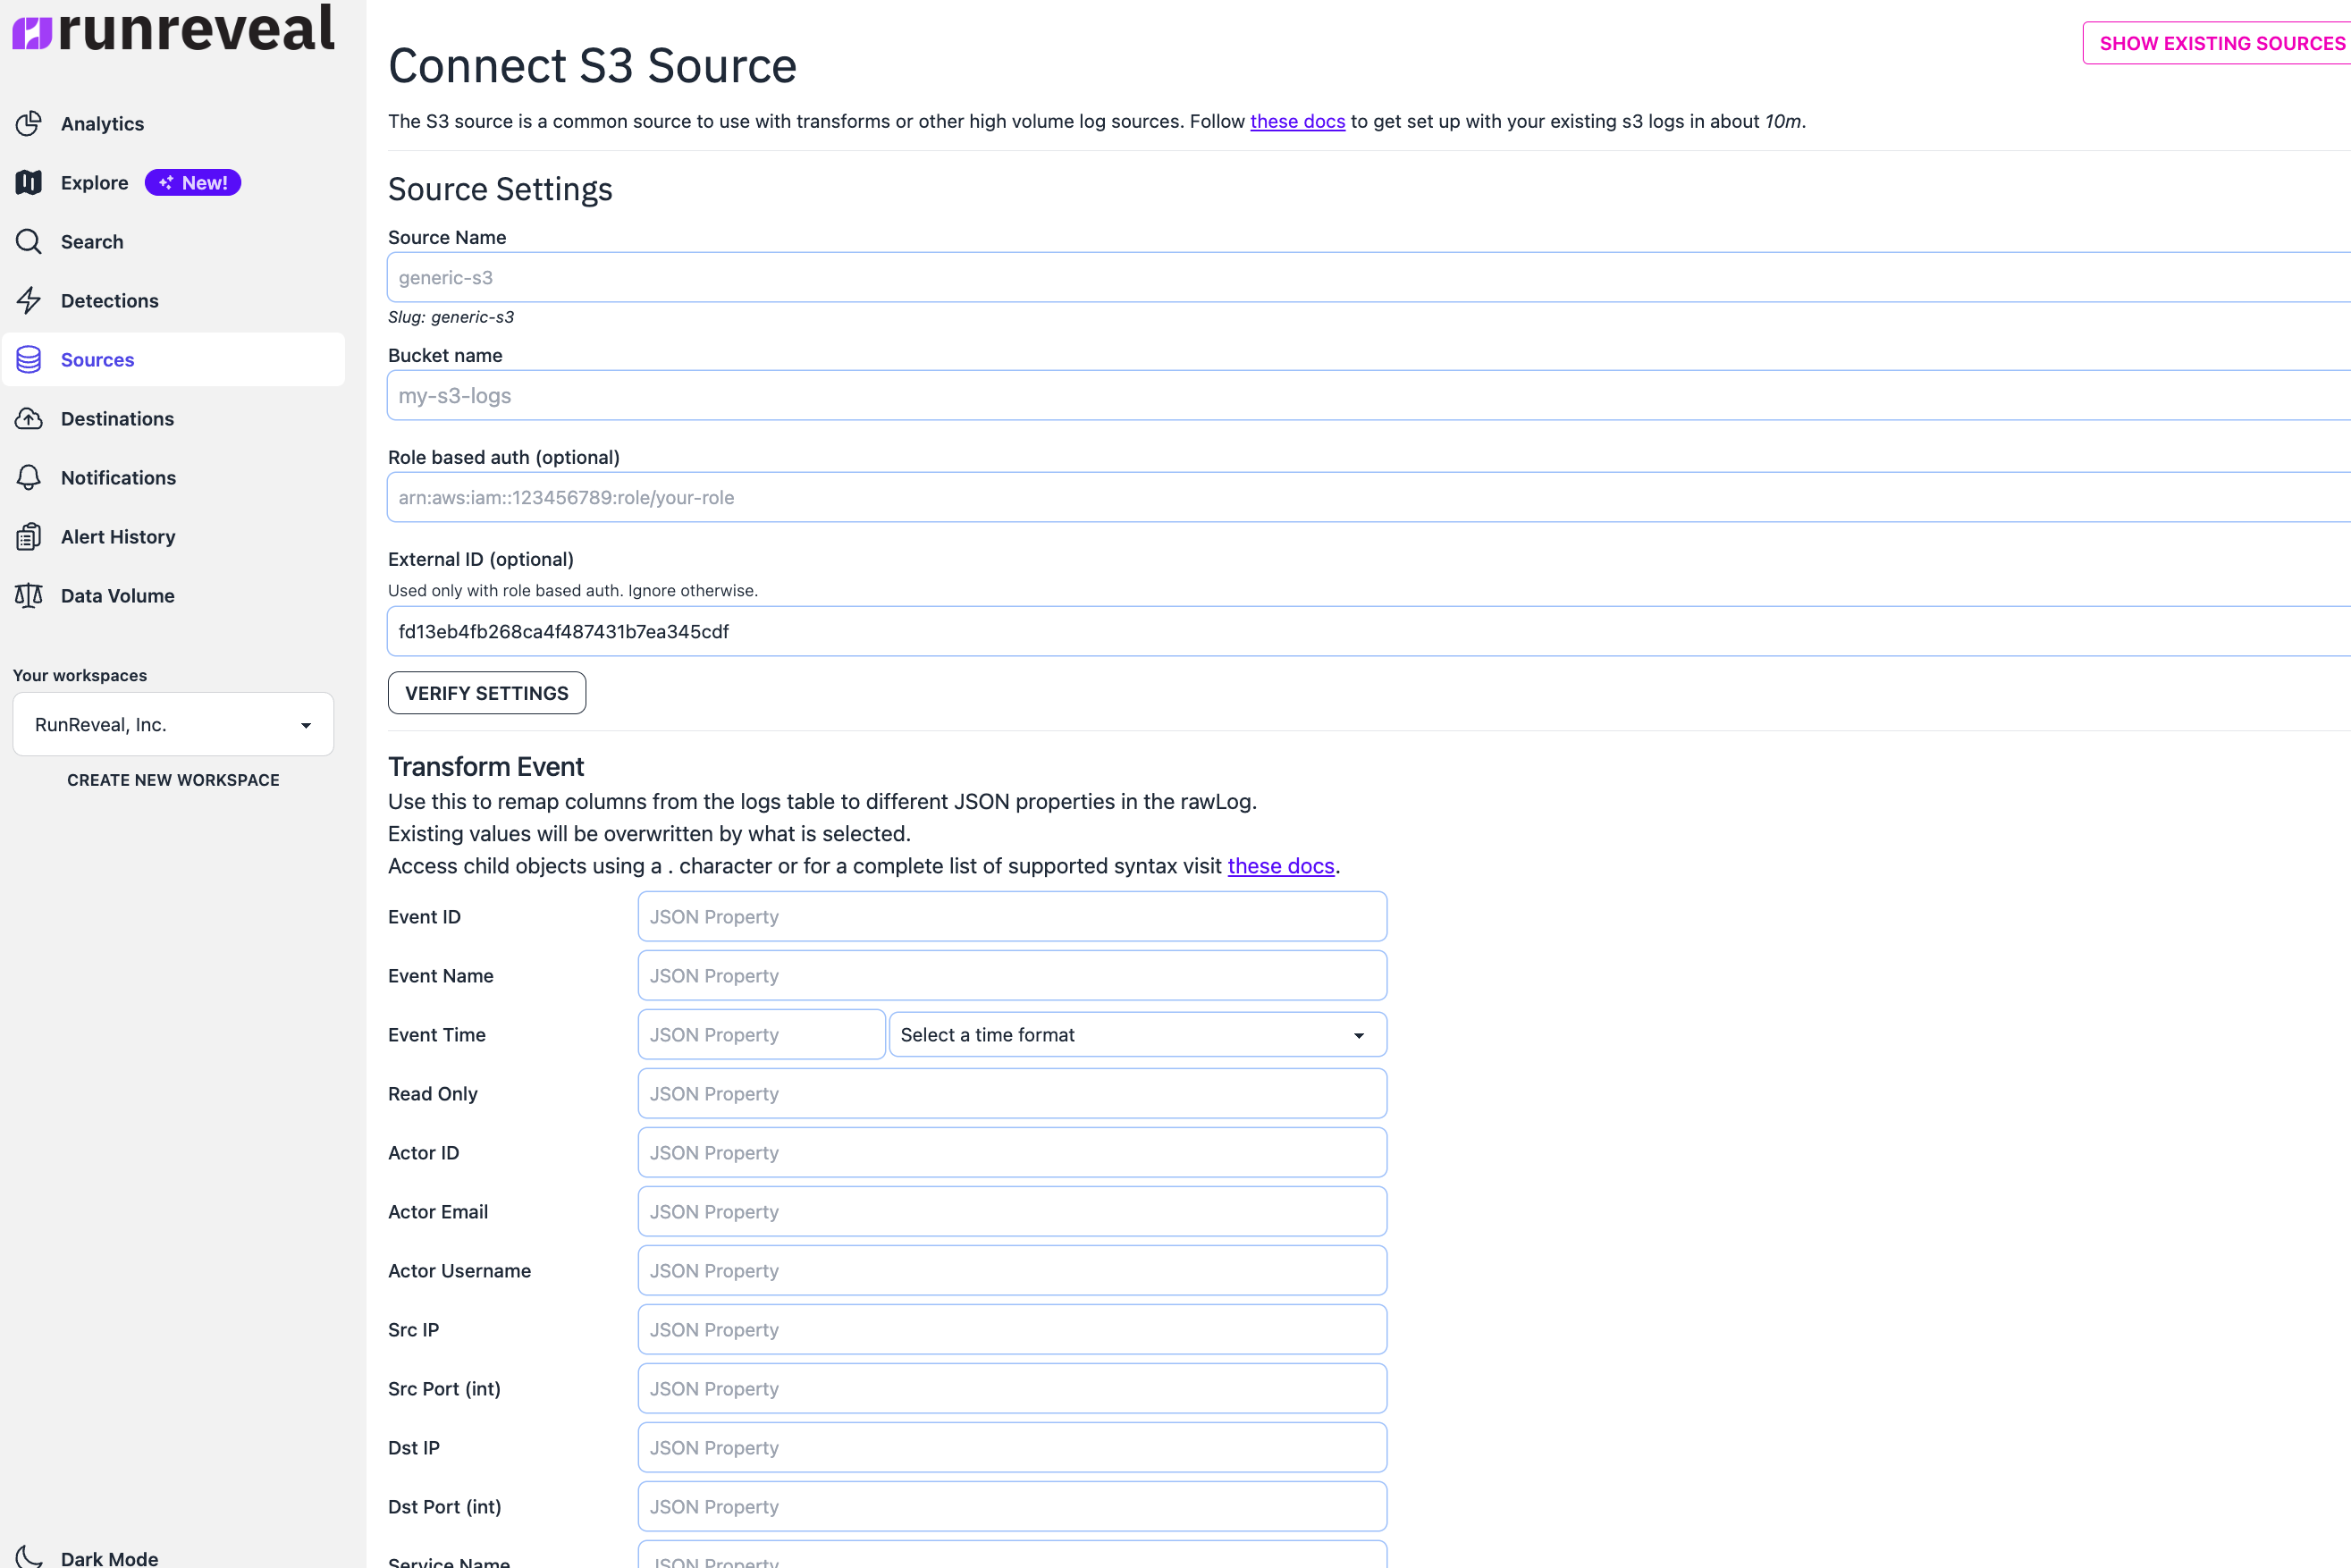 runreveal
Analytics
Explore New!
Search
Detections
Sources
Destinations
Notifications
Alert History
Data Volume
Your workspaces
RunReveal, Inc.
CREATE NEW WORKSPACE
Dark Mode
SHOW EXISTING SOURCES
Connect S3 Source
The S3 source is a common source to use with transforms or other high volume log sources. Follow these docs to get set up with your existing s3 logs in about 10m.
Source Settings
Source Name
generic-s3
Slug: generic-s3
Bucket name
my-s3-logs
Role based auth (optional)
arn:aws:iam::123456789:role/your-role
External ID (optional)
Used only with role based auth. Ignore otherwise.
fd13eb4fb268ca4f487431b7ea345cdf
VERIFY SETTINGS
Transform Event
Use this to remap columns from the logs table to different JSON properties in the rawLog.
Existing values will be overwritten by what is selected.
Access child objects using a . character or for a complete list of supported syntax visit these docs.
Event ID JSON Property
Event Name JSON Property
Event Time JSON Property Select a time format
Read Only JSON Property
Actor ID JSON Property
Actor Email JSON Property
Actor Username JSON Property
Src IP JSON Property
Src Port (int) JSON Property
Dst IP JSON Property
Dst Port (int) JSON Property
Service Name JSON Property